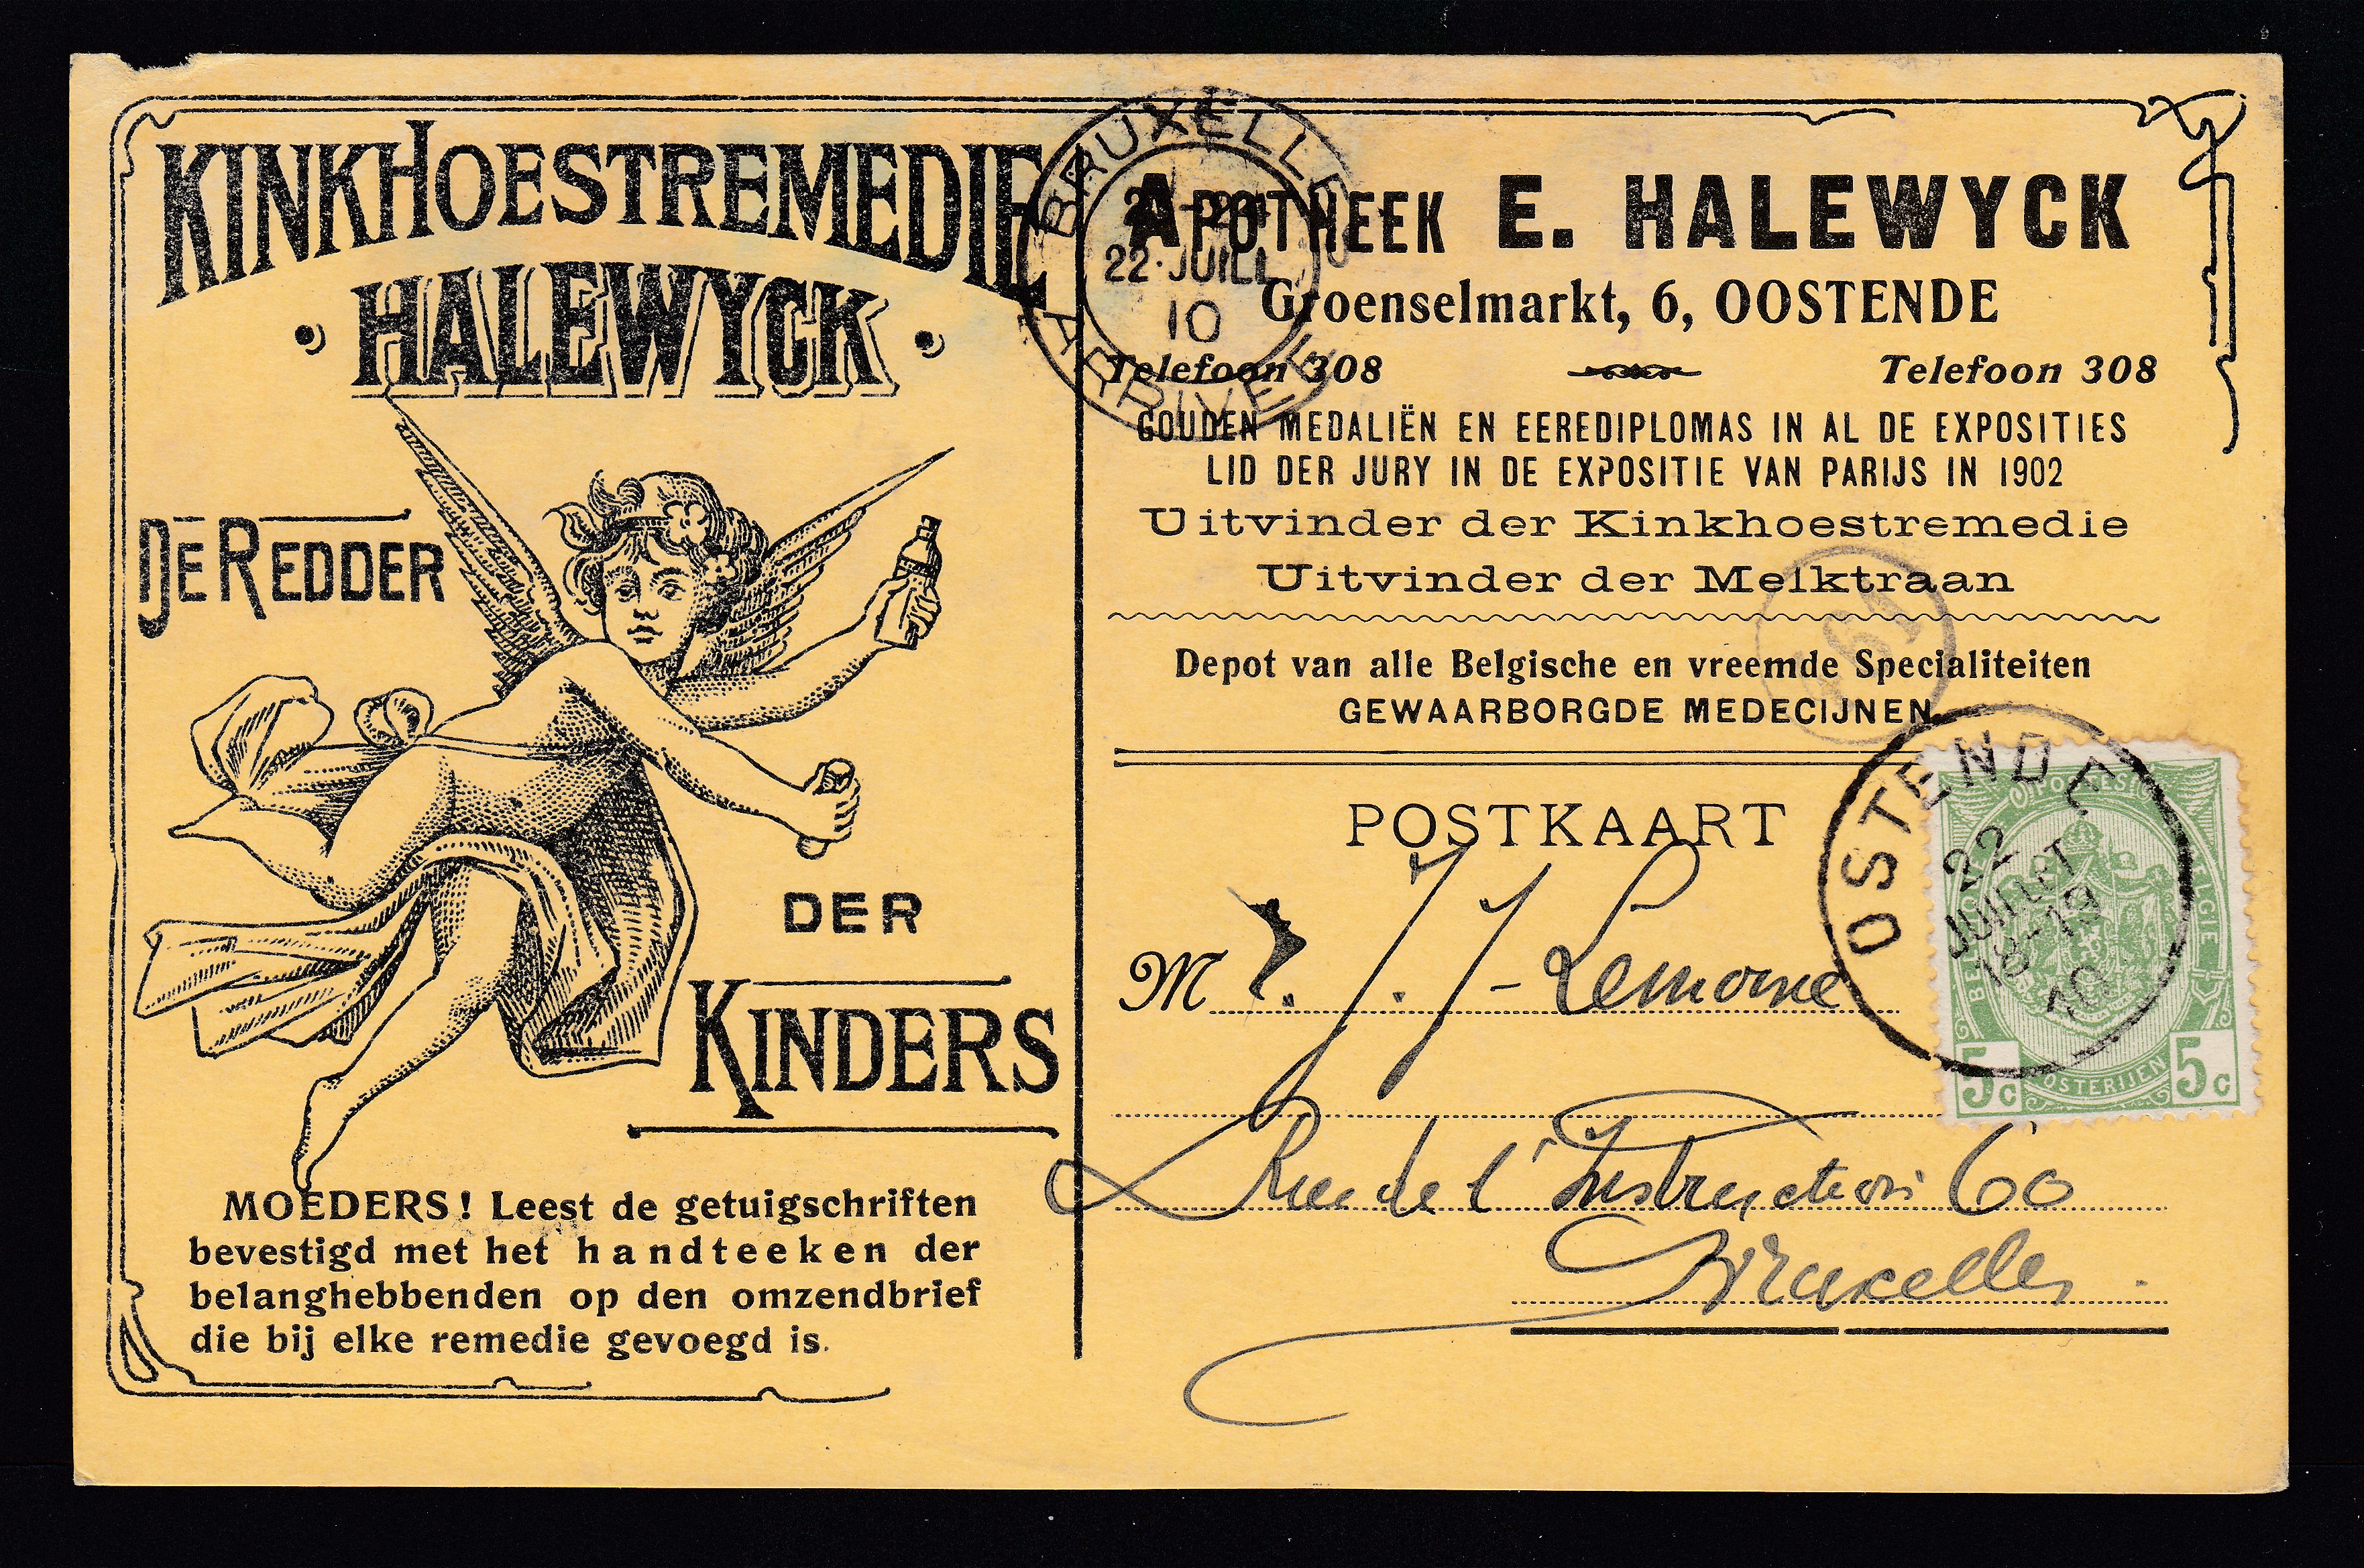 KINKHOESTREMEDIE
HALEWYCK
DE REDDER
DER
KINDERS
MOEDERS! Leest de getuigschriften
bevestigd met het handteeken der
belanghebbenden op den omzendbrief
die bij elke remedie gevoegd is.
BRUXELLES
22·JUILL
10
ARRIVEE
APOTHEEK E. HALEWYCK
Groenselmarkt, 6, OOSTENDE
Telefoon 308 Telefoon 308
GOUDEN MEDALIËN EN EEREDIPLOMAS IN AL DE EXPOSITIES
LID DER JURY IN DE EXPOSITIE VAN PARIJS IN 1902
Uitvinder der Kinkhoestremedie
Uitvinder der Melktraan
Depot van alle Belgische en vreemde Specialiteiten
GEWAARBORGDE MEDECIJNEN.
POSTKAART
OSTENDE
22
JUILLET
18-19
10
POSTERIJEN
5c 5c
M r. J. J. Lemoine
Rue de l'Instruction 60
Bruxelles.